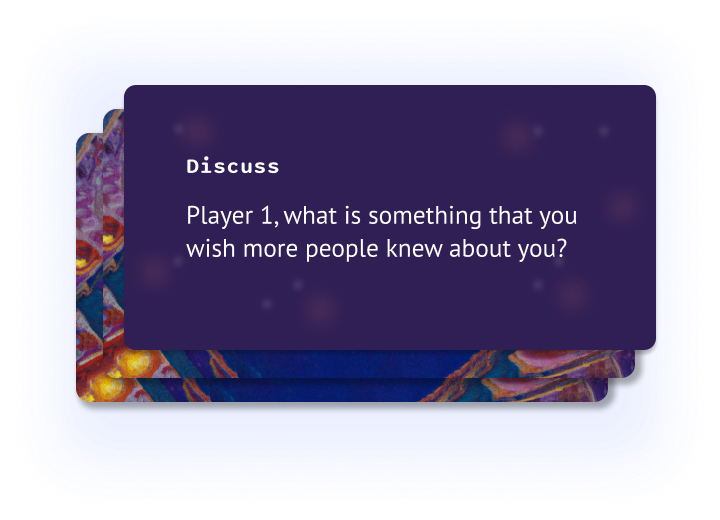 Discuss
Player 1, what is something that you
wish more people knew about you?